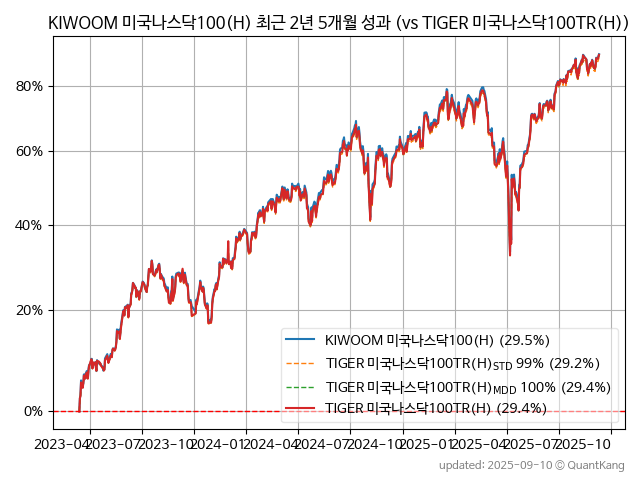 KIWOOM 미국나스닥100(H) 최근 2년 5개월 성과 (vs TIGER 미국나스닥100TR(H))
80%
60%
40%
20%
0%
KIWOOM 미국나스닥100(H) (29.5%)
TIGER 미국나스닥100TR(H)STD 99% (29.2%)
TIGER 미국나스닥100TR(H)MDD 100% (29.4%)
TIGER 미국나스닥100TR(H) (29.4%)
2023-04 2023-07 2023-10 2024-01 2024-04 2024-07 2024-10 2025-01 2025-04 2025-07 2025-10
updated: 2025-09-10 © QuantKang